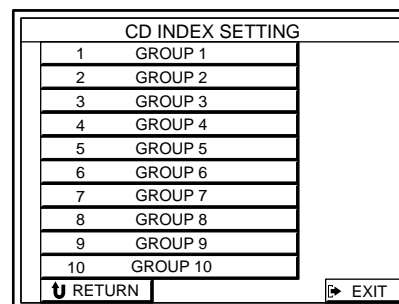 CD INDEX SETTING
1 GROUP 1
2 GROUP 2
3 GROUP 3
4 GROUP 4
5 GROUP 5
6 GROUP 6
7 GROUP 7
8 GROUP 8
9 GROUP 9
10 GROUP 10
RETURN EXIT